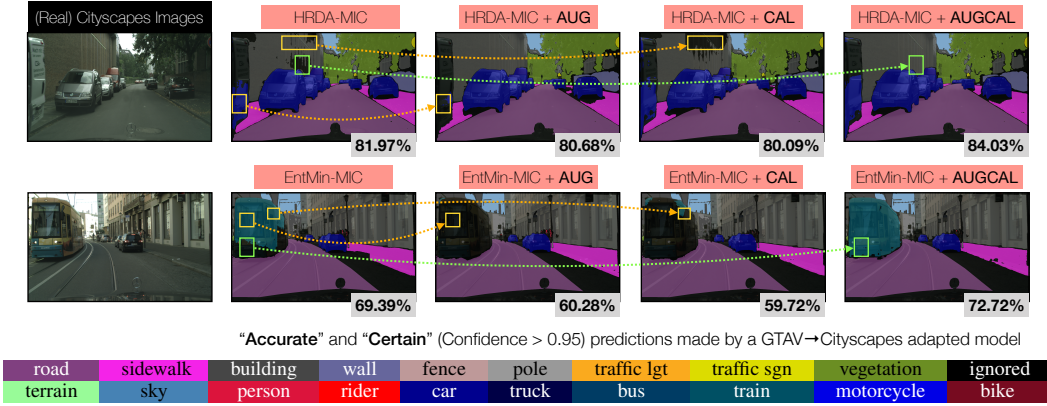 (Real) Cityscapes Images
HRDA-MIC
HRDA-MIC + AUG
HRDA-MIC + CAL
HRDA-MIC + AUGCAL
81.97%
80.68%
80.09%
84.03%
EntMin-MIC
EntMin-MIC + AUG
EntMin-MIC + CAL
EntMin-MIC + AUGCAL
69.39%
60.28%
59.72%
72.72%
“Accurate” and “Certain” (Confidence > 0.95) predictions made by a GTAV→Cityscapes adapted model
road sidewalk building wall fence pole traffic lgt traffic sgn vegetation ignored
terrain sky person rider car truck bus train motorcycle bike